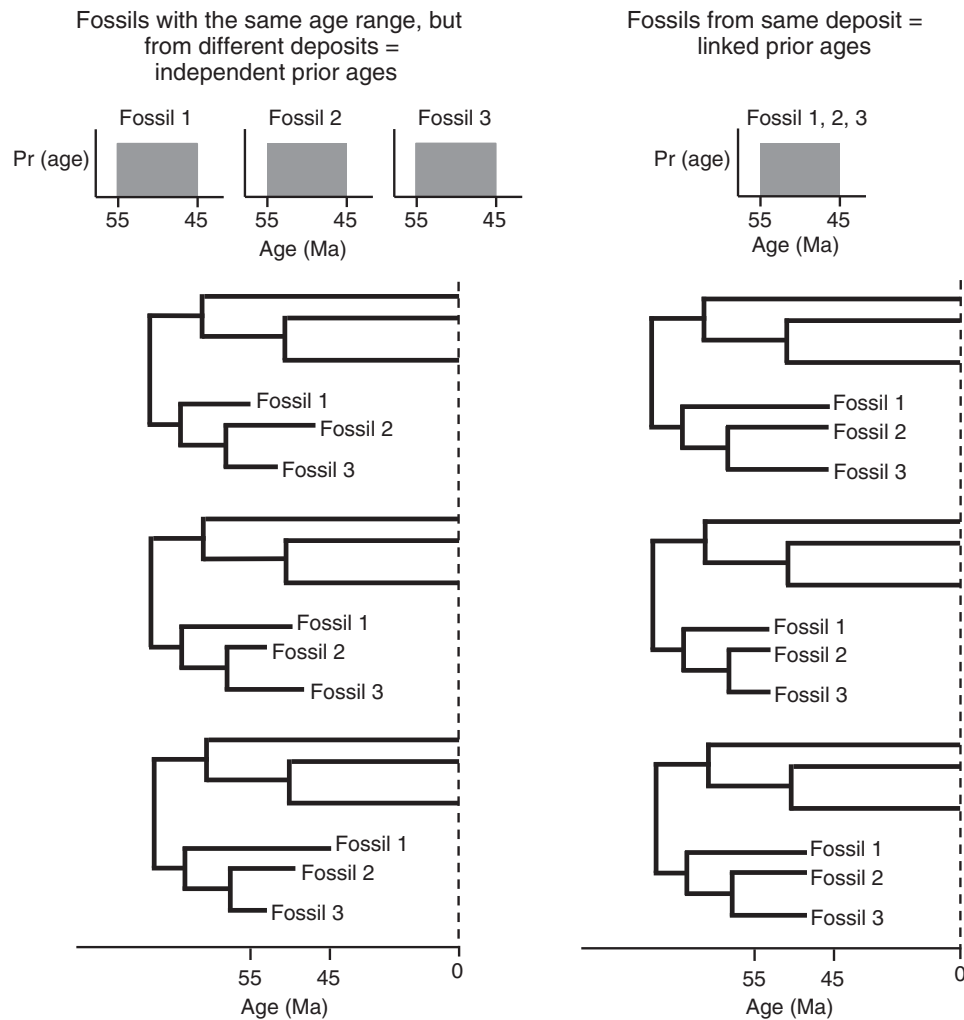 Fossils with the same age range, but
from different deposits =
independent prior ages
Fossil 1
Fossil 2
Fossil 3
Pr (age)
55
45
55
45
55
45
Age (Ma)
Fossil 1
Fossil 2
Fossil 3
Fossil 1
Fossil 2
Fossil 3
Fossil 1
Fossil 2
Fossil 3
55
45
0
Age (Ma)
Fossils from same deposit =
linked prior ages
Fossil 1, 2, 3
Pr (age)
55
45
Age (Ma)
Fossil 1
Fossil 2
Fossil 3
Fossil 1
Fossil 2
Fossil 3
Fossil 1
Fossil 2
Fossil 3
55
45
0
Age (Ma)